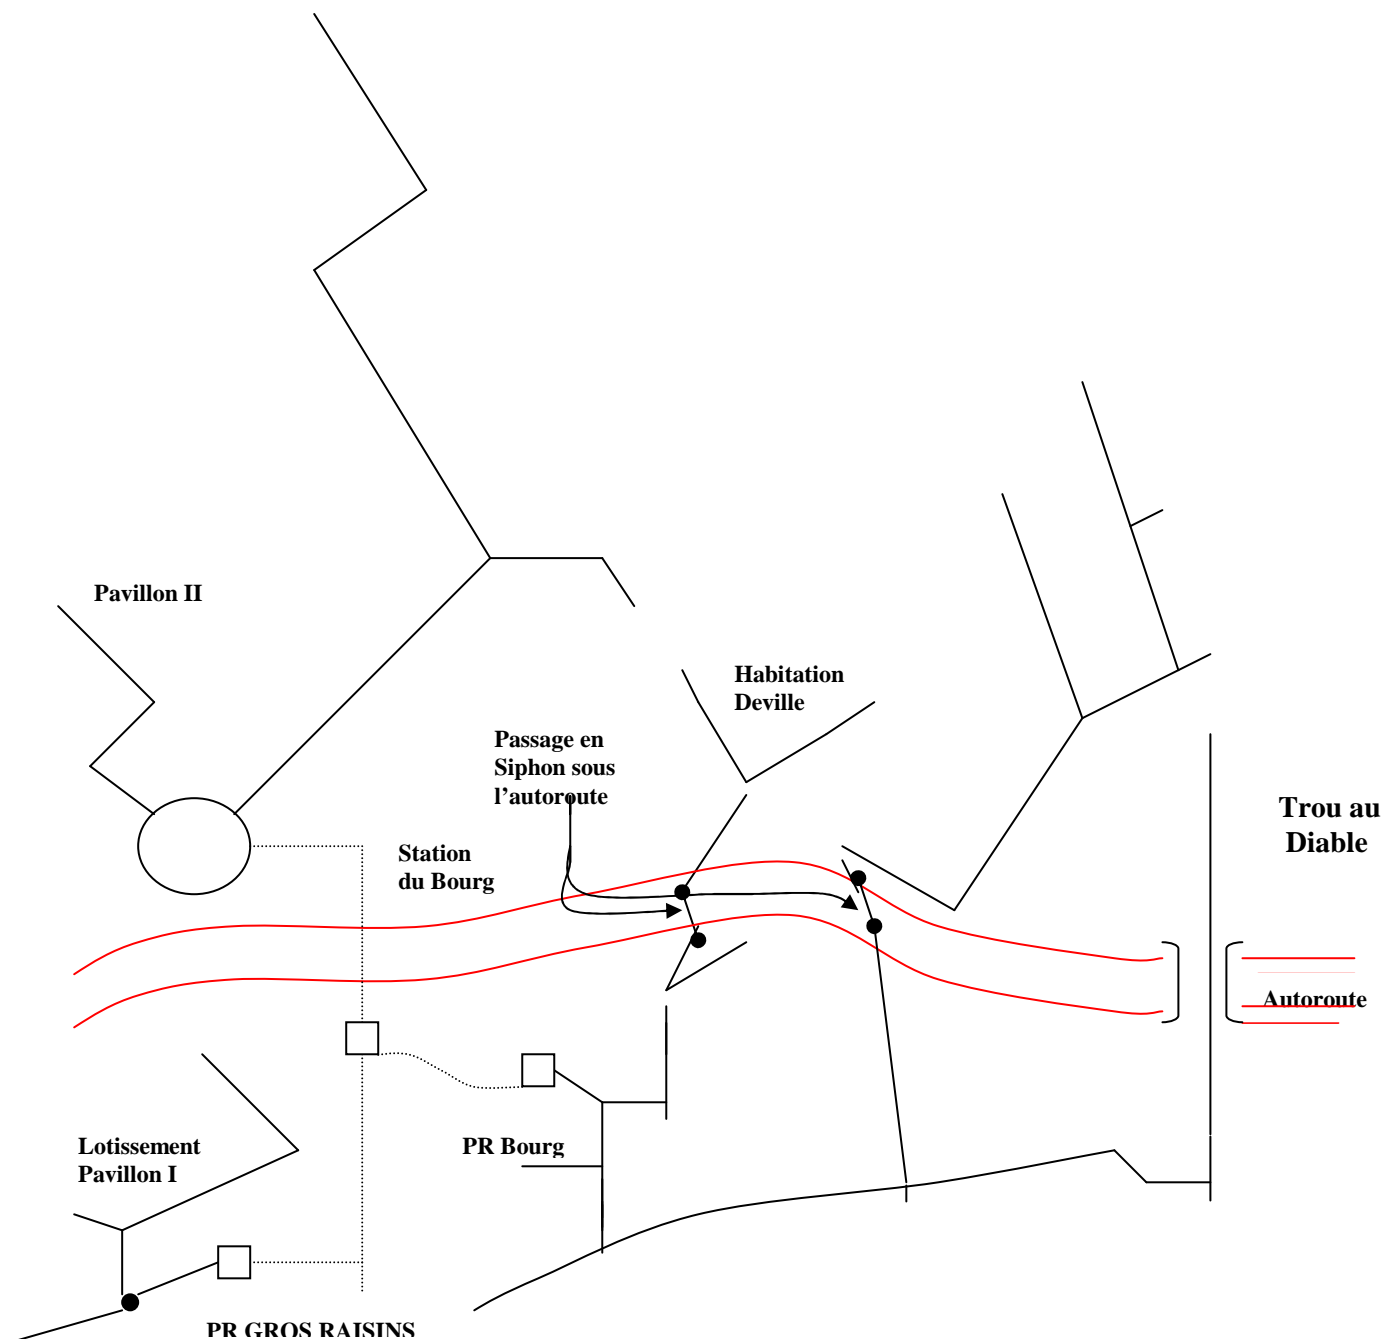 Pavillon II
Habitation
Deville
Passage en
Siphon sous
l’autoroute
Trou au
Diable
Station
du Bourg
Autoroute
Lotissement
Pavillon I
PR Bourg
PR GROS RAISINS